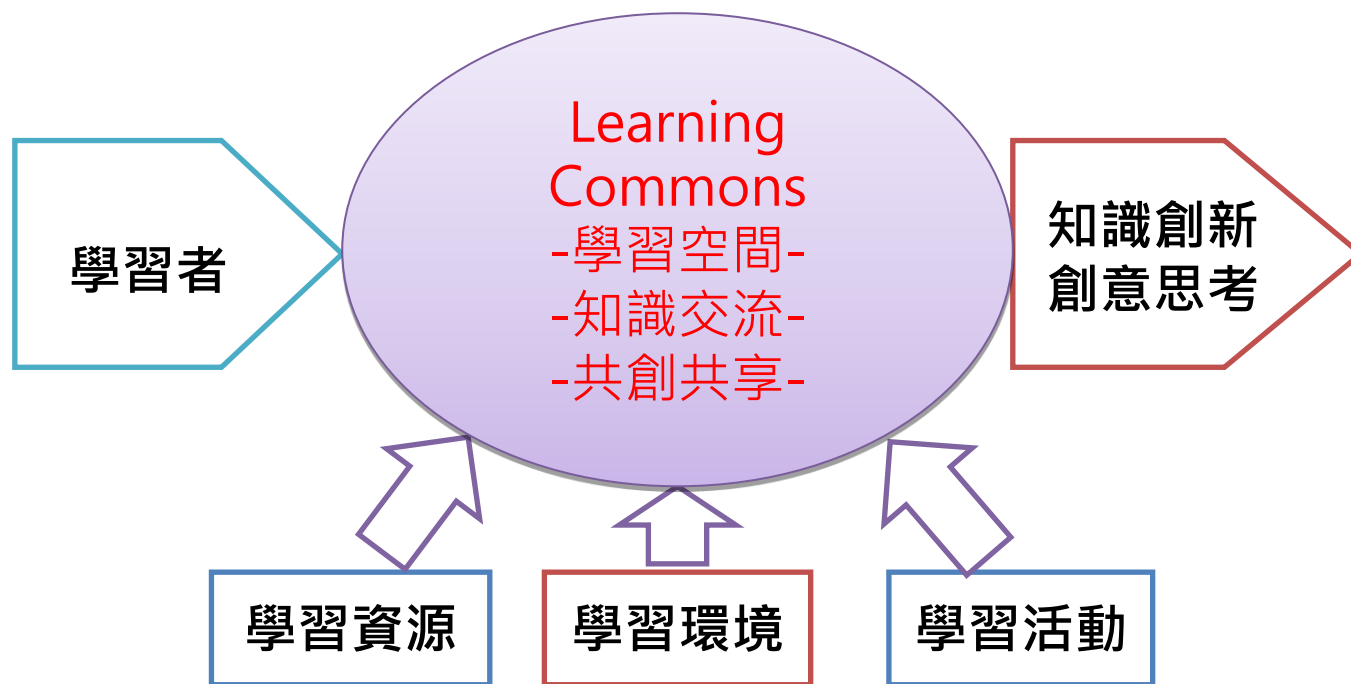 學習者
Learning
Commons
-學習空間-
-知識交流-
-共創共享-
知識創新
創意思考
學習資源
學習環境
學習活動